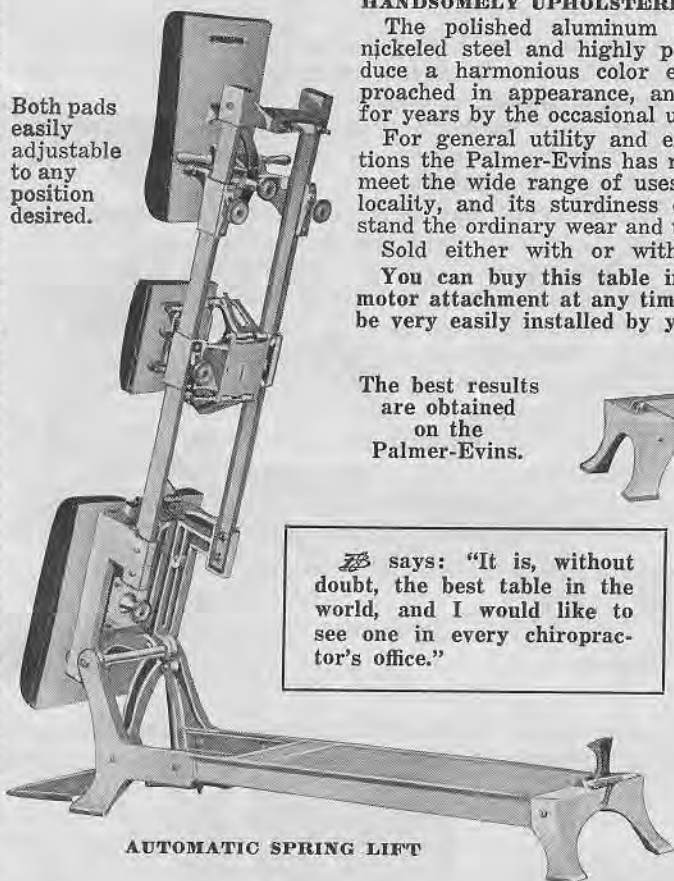 HANDSOMELY UPHOLSTERE
The polished aluminum
nickeled steel and highly p
duce a harmonious color e
proached in appearance, an
for years by the occasional u
For general utility and e
tions the Palmer-Evins has r
meet the wide range of uses
locality, and its sturdiness
stand the ordinary wear and
Sold either with or with
You can buy this table i
motor attachment at any tim
be very easily installed by y
Both pads
easily
adjustable
to any
position
desired.
The best results
are obtained
on the
Palmer-Evins.
BJ says: “It is, without
doubt, the best table in the
world, and I would like to
see one in every chiroprac-
tor's office.”
AUTOMATIC SPRING LIFT